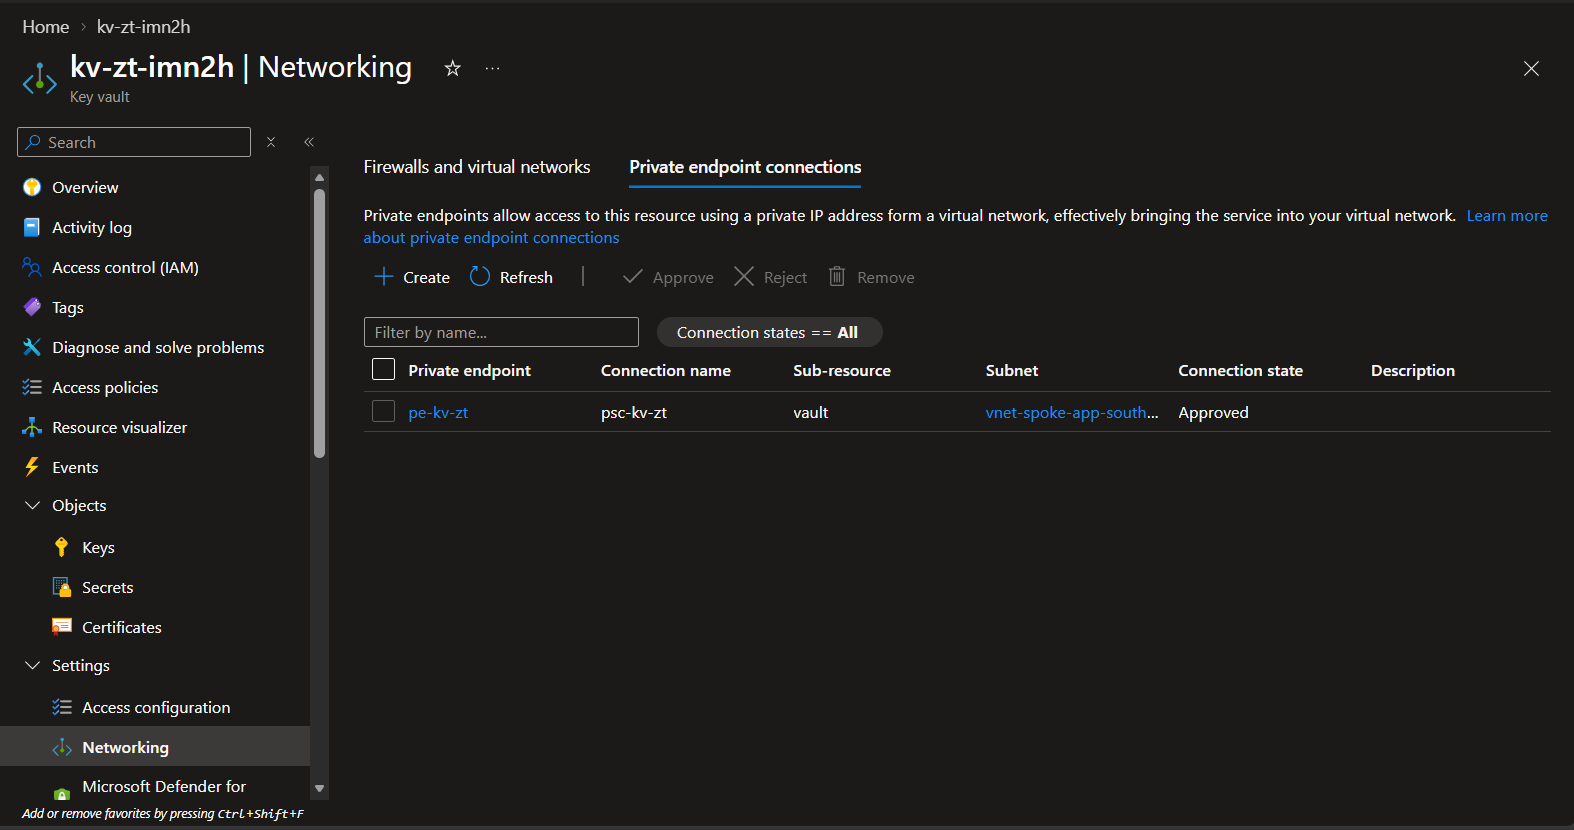 Home > kv-zt-imn2h
kv-zt-imn2h | Networking
Key vault
Search
Overview
Activity log
Access control (IAM)
Tags
Diagnose and solve problems
Access policies
Resource visualizer
Events
Objects
Keys
Secrets
Certificates
Settings
Access configuration
Networking
Microsoft Defender for
Add or remove favorites by pressing Ctrl+Shift+F
Firewalls and virtual networks Private endpoint connections
Private endpoints allow access to this resource using a private IP address form a virtual network, effectively bringing the service into your virtual network. Learn more
about private endpoint connections
Create Refresh | Approve Reject Remove
Filter by name... Connection states == All
Private endpoint Connection name Sub-resource Subnet Connection state Description
pe-kv-zt psc-kv-zt vault vnet-spoke-app-south... Approved